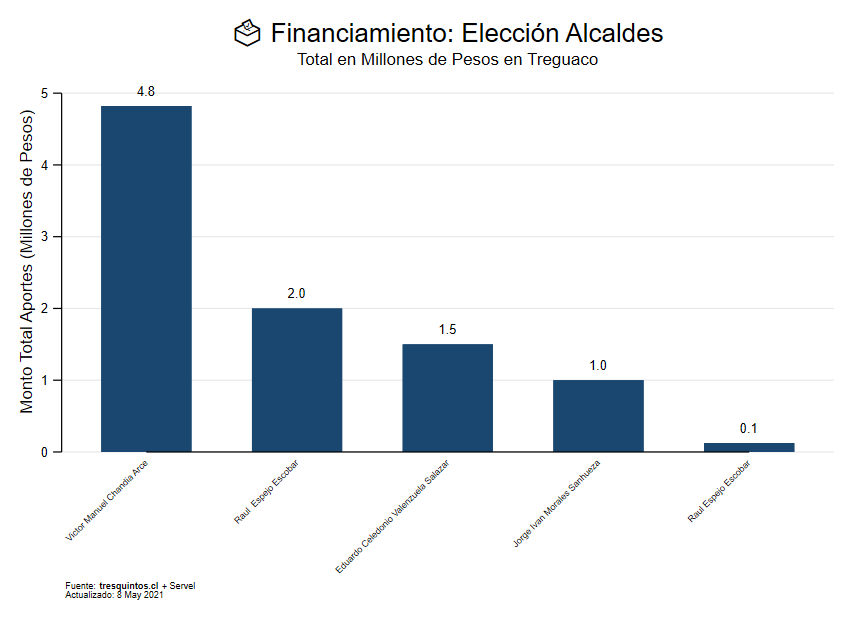 Financiamiento: Elección Alcaldes
Total en Millones de Pesos en Treguaco
Monto Total Aportes (Millones de Pesos)
5
4
3
2
1
0
4.8
2.0
1.5
1.0
0.1
Victor Manuel Chandia Arce
Raul  Espejo Escobar
Eduardo Celedonio Valenzuela Salazar
Jorge Ivan Morales Sanhueza
Raul Espejo Escobar
Fuente: tresquintos.cl + Servel
Actualizado: 8 May 2021